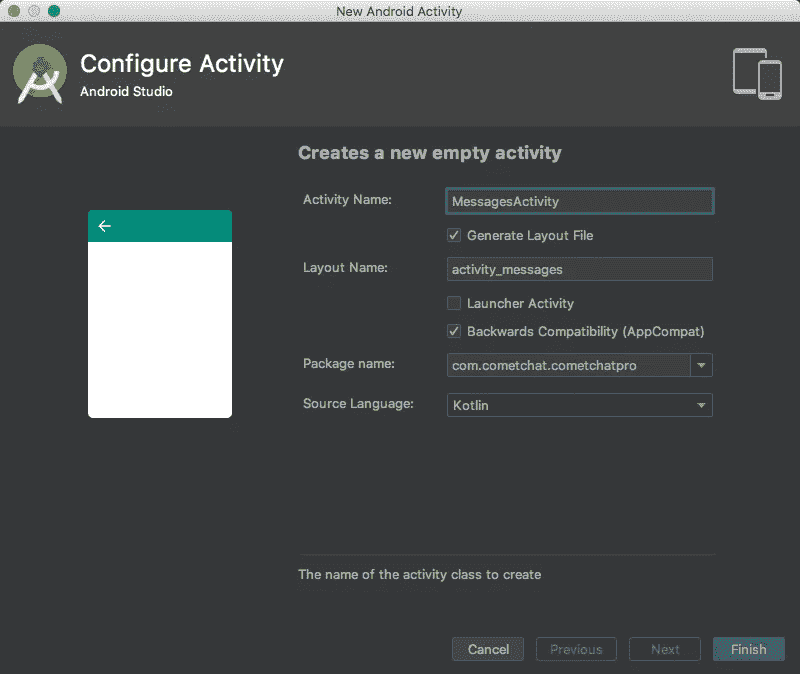 New Android Activity
Configure Activity
Android Studio
Creates a new empty activity
Activity Name: MessagesActivity
Generate Layout File
Layout Name: activity_messages
Launcher Activity
Backwards Compatibility (AppCompat)
Package name: com.cometchat.cometchatpro
Source Language: Kotlin
The name of the activity class to create
Cancel Previous Next Finish